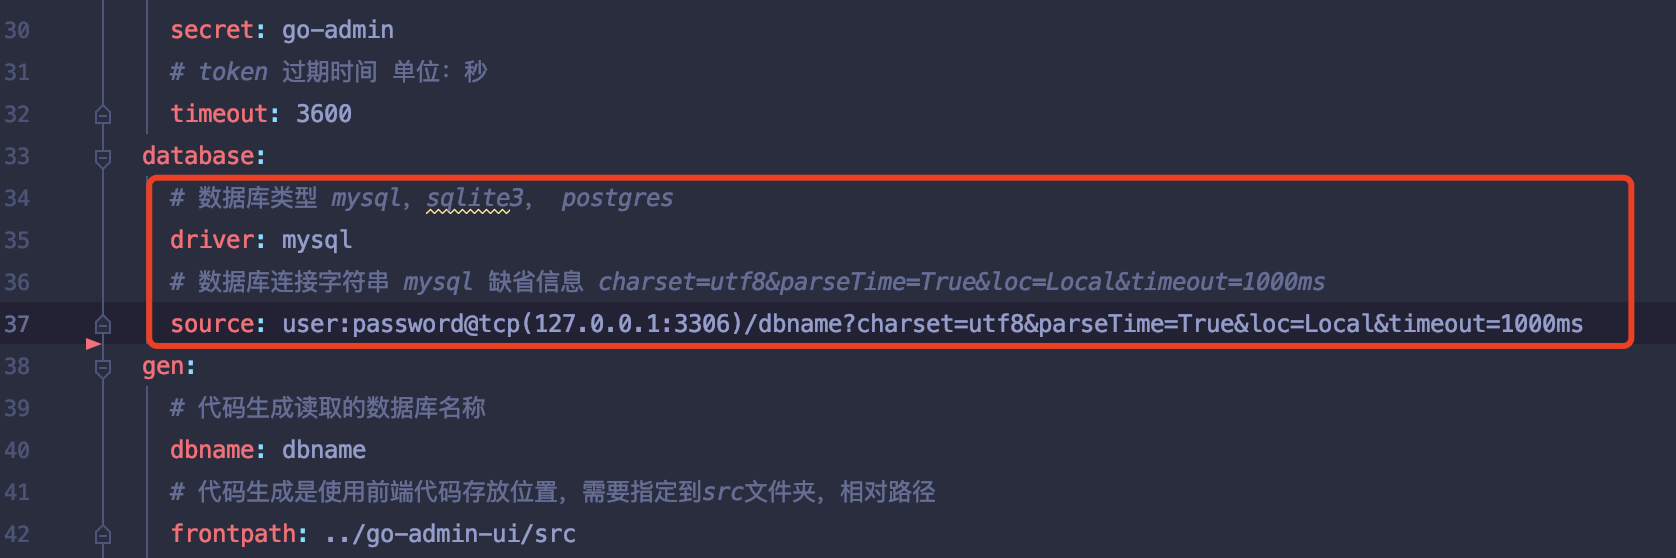 30 secret: go-admin
31 # token 过期时间 单位：秒
32 timeout: 3600
33 database:
34 # 数据库类型 mysql，sqlite3， postgres
35 driver: mysql
36 # 数据库连接字符串 mysql 缺省信息 charset=utf8&parseTime=True&loc=Local&timeout=1000ms
37 source: user:password@tcp(127.0.0.1:3306)/dbname?charset=utf8&parseTime=True&loc=Local&timeout=1000ms
38 gen:
39 # 代码生成读取的数据库名称
40 dbname: dbname
41 # 代码生成是使用前端代码存放位置，需要指定到src文件夹，相对路径
42 frontpath: ../go-admin-ui/src